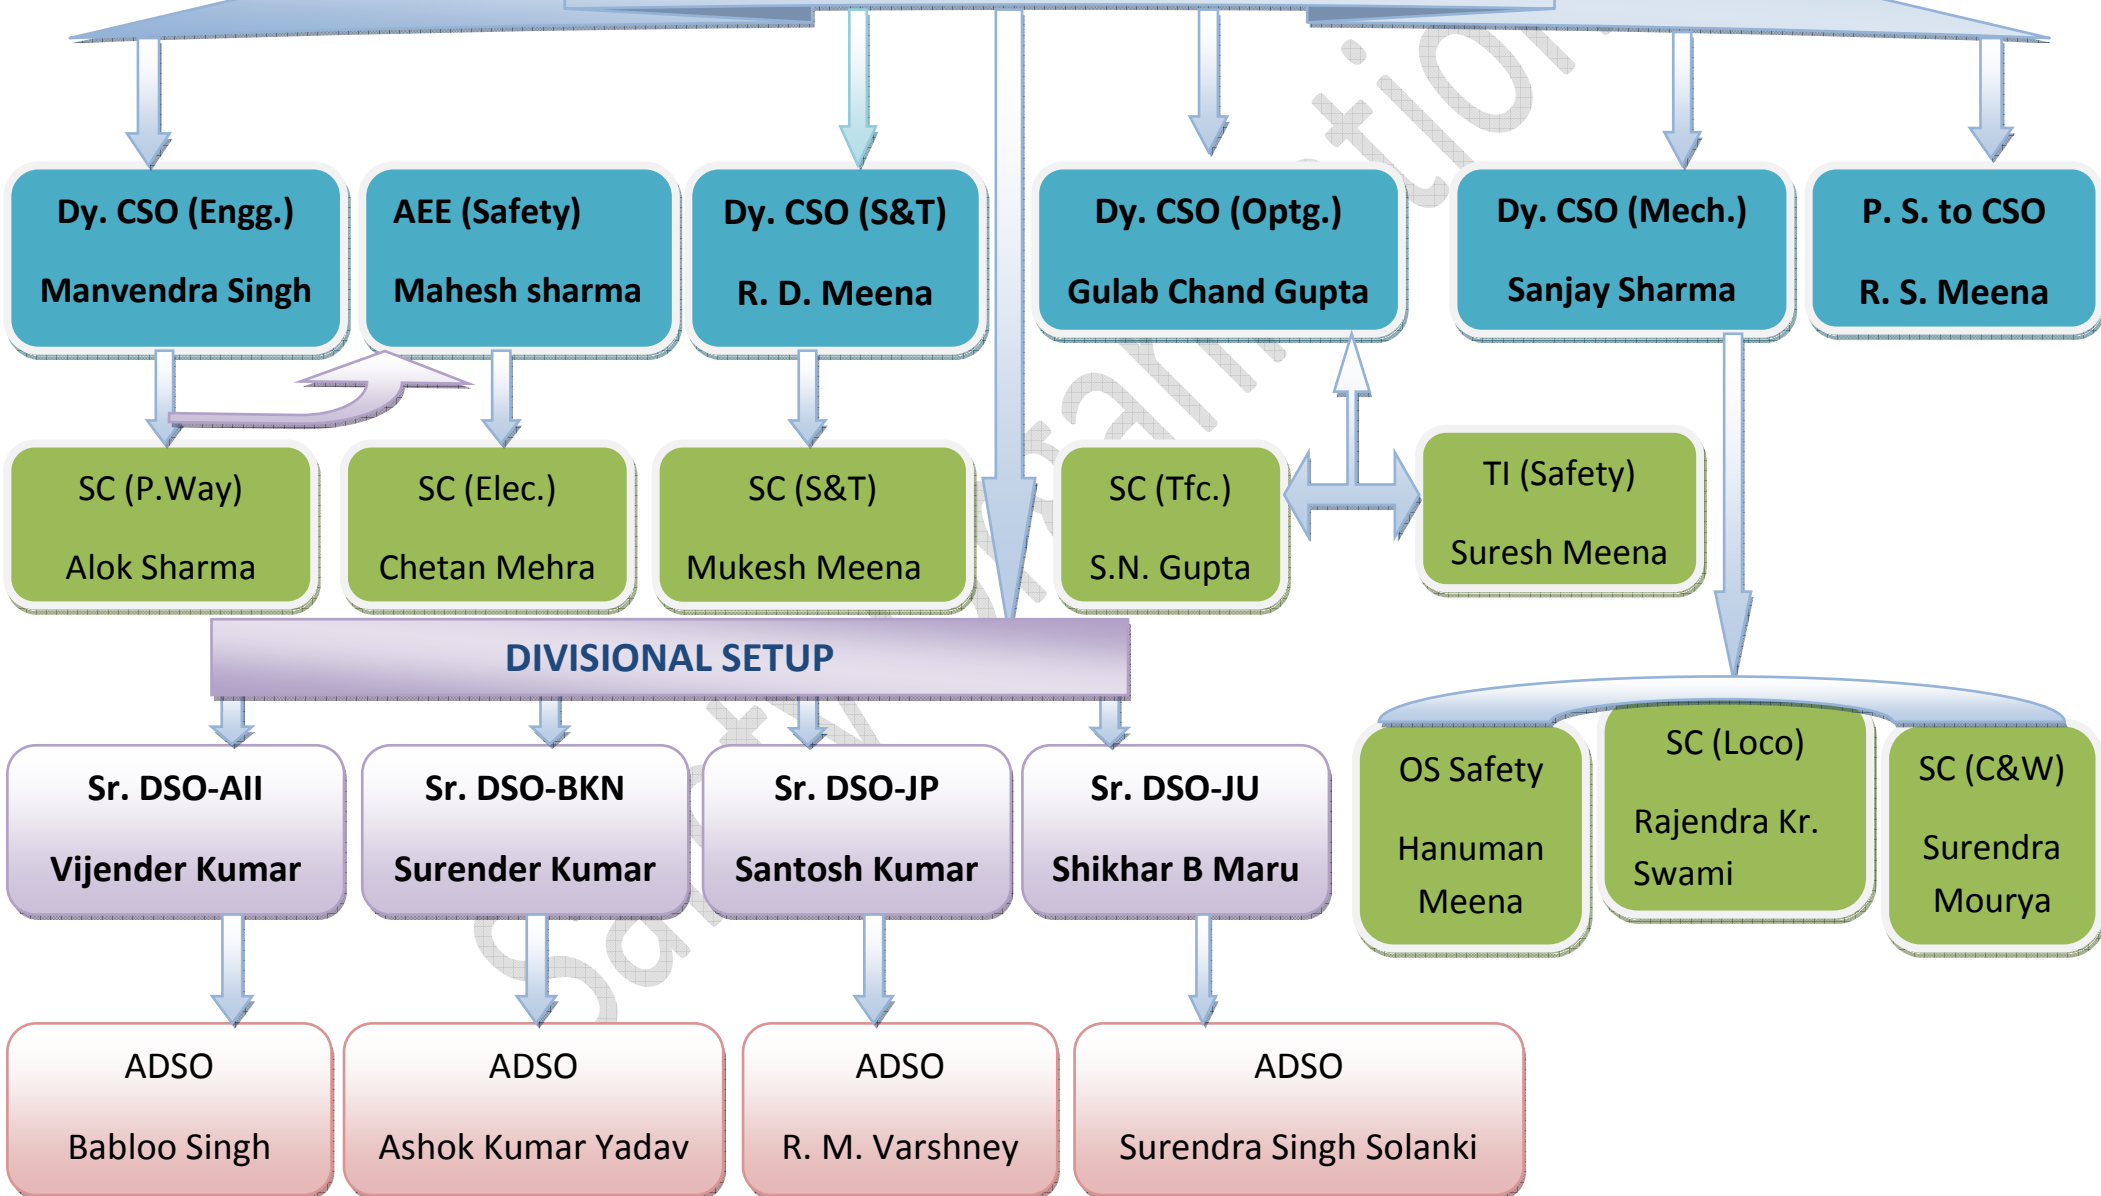 Dy. CSO (Engg.)
Manvendra Singh
AEE (Safety)
Mahesh sharma
Dy. CSO (S&T)
R. D. Meena
Dy. CSO (Optg.)
Gulab Chand Gupta
Dy. CSO (Mech.)
Sanjay Sharma
P. S. to CSO
R. S. Meena
SC (P.Way)
Alok Sharma
SC (Elec.)
Chetan Mehra
SC (S&T)
Mukesh Meena
SC (Tfc.)
S.N. Gupta
TI (Safety)
Suresh Meena
DIVISIONAL SETUP
Sr. DSO-AII
Vijender Kumar
Sr. DSO-BKN
Surender Kumar
Sr. DSO-JP
Santosh Kumar
Sr. DSO-JU
Shikhar B Maru
OS Safety
Hanuman
Meena
SC (Loco)
Rajendra Kr.
Swami
SC (C&W)
Surendra
Mourya
ADSO
Babloo Singh
ADSO
Ashok Kumar Yadav
ADSO
R. M. Varshney
ADSO
Surendra Singh Solanki